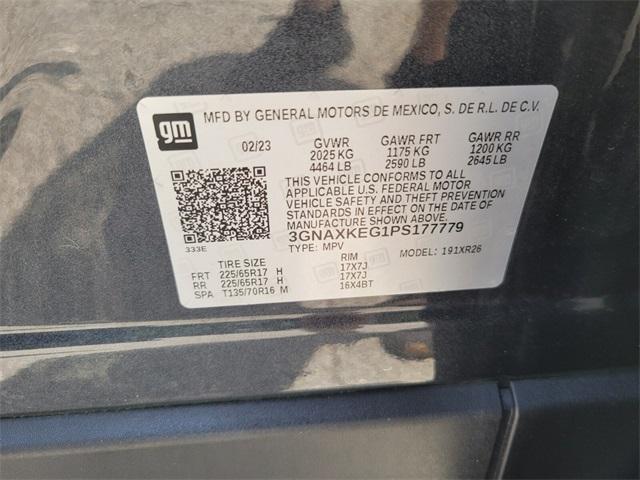 gm
MFD BY GENERAL MOTORS DE MEXICO, S. DE R.L. DE C.V.
02/23 GVWR GAWR FRT GAWR RR
2025 KG 1175 KG 1200 KG
4464 LB 2590 LB 2645 LB
THIS VEHICLE CONFORMS TO ALL
APPLICABLE U.S. FEDERAL MOTOR
VEHICLE SAFETY AND THEFT PREVENTION
STANDARDS IN EFFECT ON THE DATE OF
MANUFACTURE SHOWN ABOVE.
3GNAXKEG1PS177779
333E TYPE: MPV MODEL: 191XR26
TIRE SIZE RIM
FRT 225/65R17 H 17X7J
RR 225/65R17 H 17X7J
SPA T135/70R16 M 16X4BT